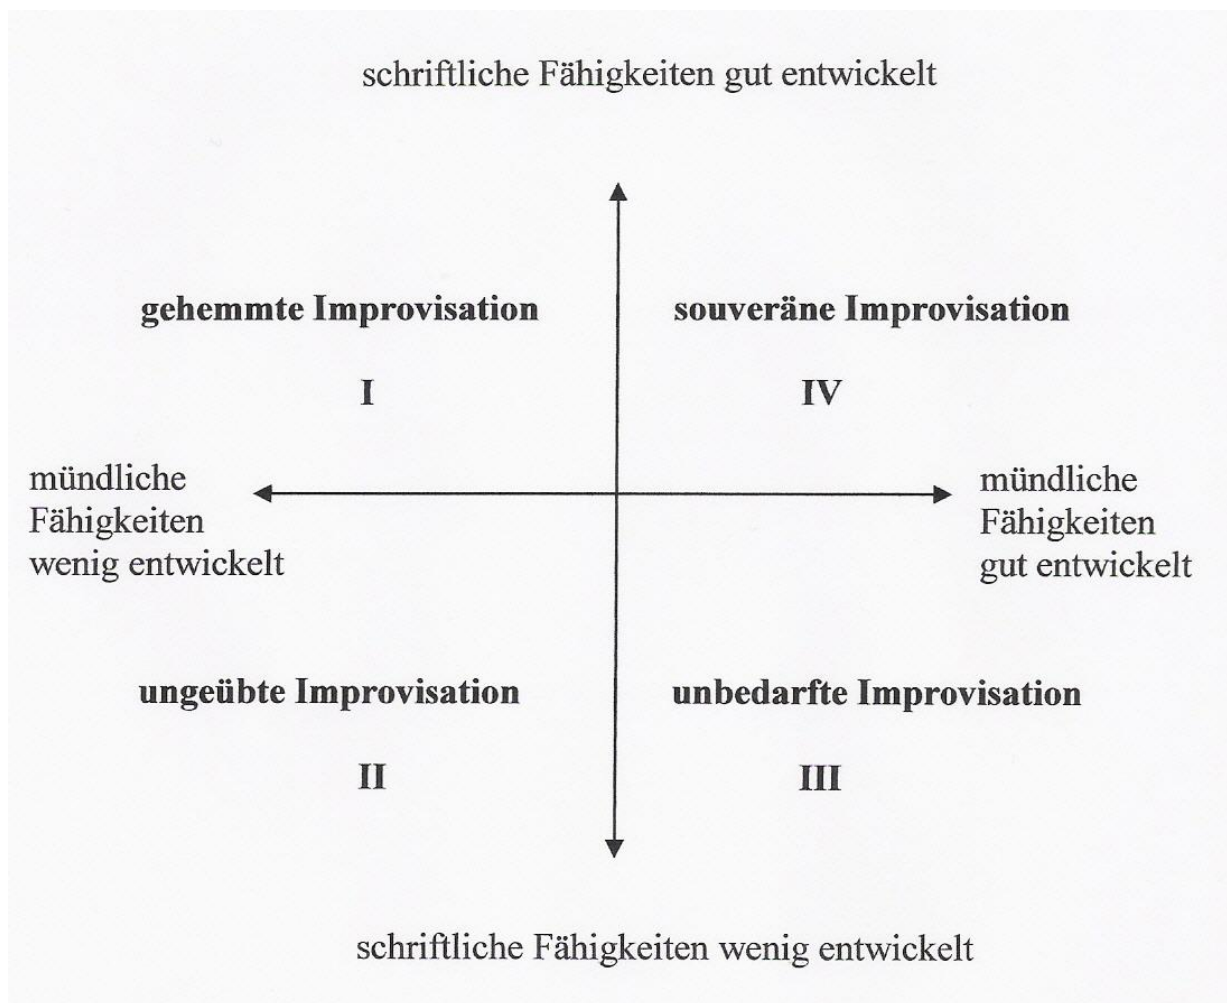 schriftliche Fähigkeiten gut entwickelt
gehemmte Improvisation
I
souveräne Improvisation
IV
mündliche
Fähigkeiten
wenig entwickelt
mündliche
Fähigkeiten
gut entwickelt
ungeübte Improvisation
II
unbedarfte Improvisation
III
schriftliche Fähigkeiten wenig entwickelt